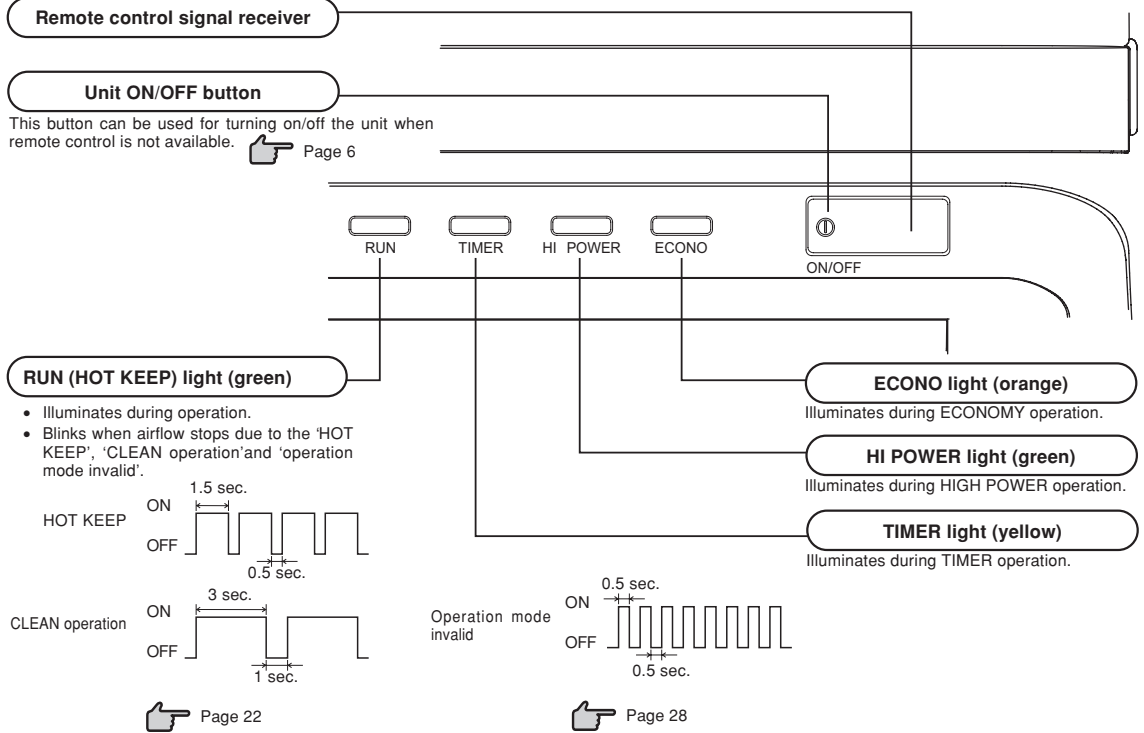 Remote control signal receiver
Unit ON/OFF button
This button can be used for turning on/off the unit when
remote control is not available.
Page 6
RUN
TIMER
HI POWER
ECONO
ON/OFF
RUN (HOT KEEP) light (green)
• Illuminates during operation.
• Blinks when airflow stops due to the ‘HOT
KEEP’, ‘CLEAN operation’and ‘operation
mode invalid’.
1.5 sec.
HOT KEEP
ON
OFF
0.5 sec.
3 sec.
CLEAN operation
ON
OFF
1 sec.
Page 22
0.5 sec.
Operation mode
invalid
ON
OFF
0.5 sec.
Page 28
ECONO light (orange)
Illuminates during ECONOMY operation.
HI POWER light (green)
Illuminates during HIGH POWER operation.
TIMER light (yellow)
Illuminates during TIMER operation.